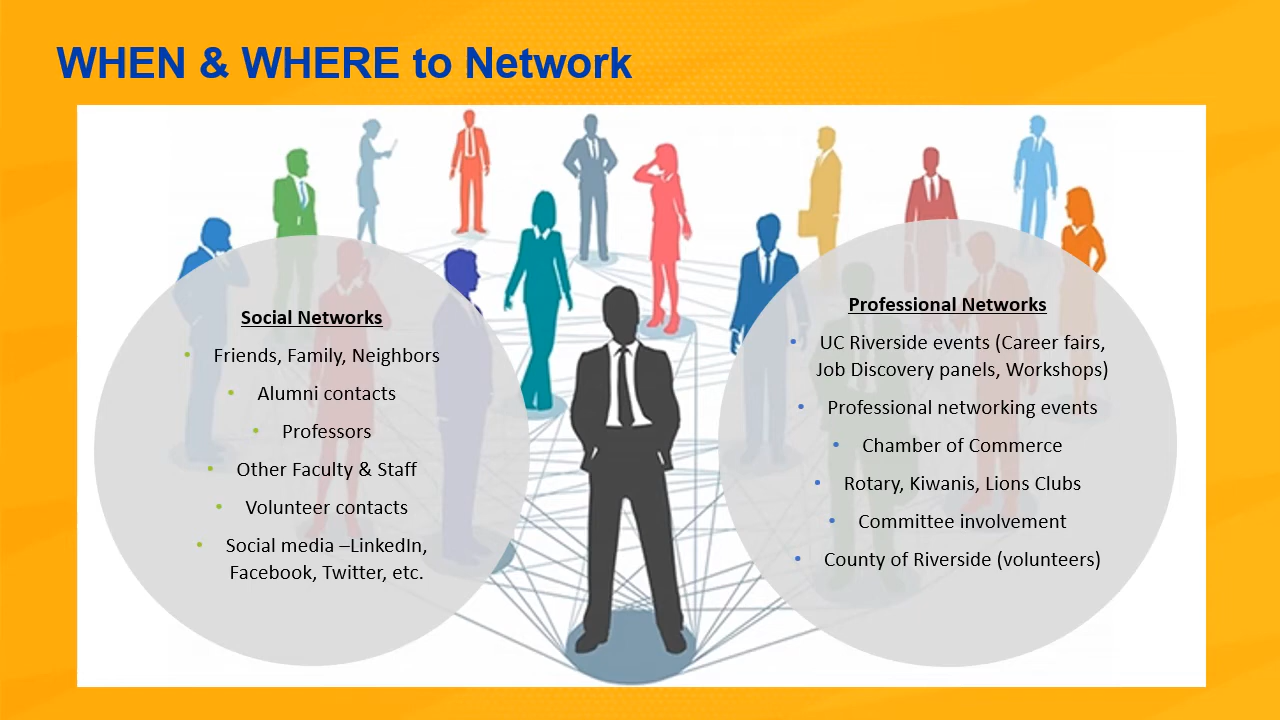 WHEN & WHERE to Network
Social Networks
• Friends, Family, Neighbors
• Alumni contacts
• Professors
• Other Faculty & Staff
• Volunteer contacts
• Social media –LinkedIn,
Facebook, Twitter, etc.
Professional Networks
• UC Riverside events (Career fairs,
Job Discovery panels, Workshops)
• Professional networking events
• Chamber of Commerce
• Rotary, Kiwanis, Lions Clubs
• Committee involvement
• County of Riverside (volunteers)